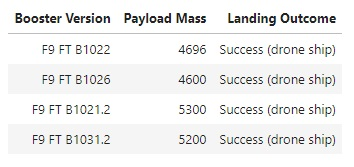 Booster Version Payload Mass Landing Outcome
F9 FT B1022 4696 Success (drone ship)
F9 FT B1026 4600 Success (drone ship)
F9 FT B1021.2 5300 Success (drone ship)
F9 FT B1031.2 5200 Success (drone ship)